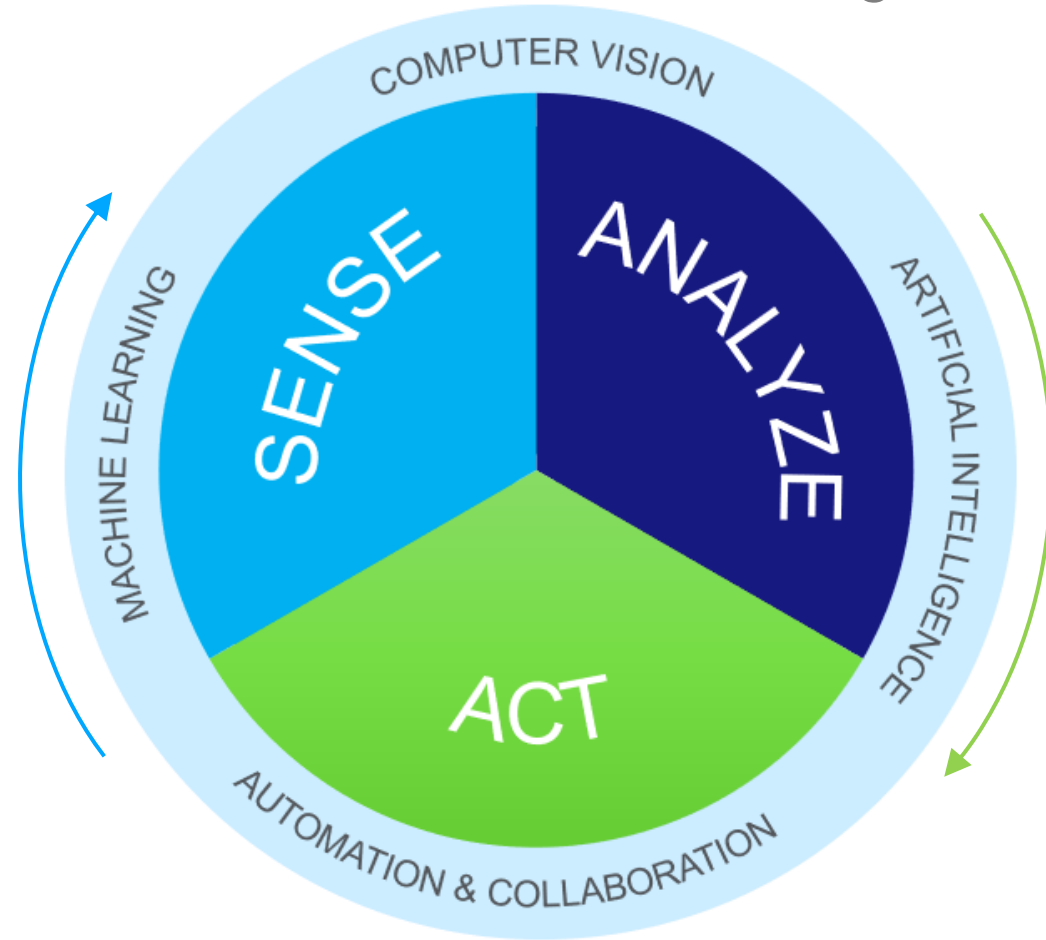 COMPUTER VISION
SENSE
ANALYZE
MACHINE LEARNING
ARTIFICIAL INTELLIGENCE
ACT
AUTOMATION & COLLABORATION